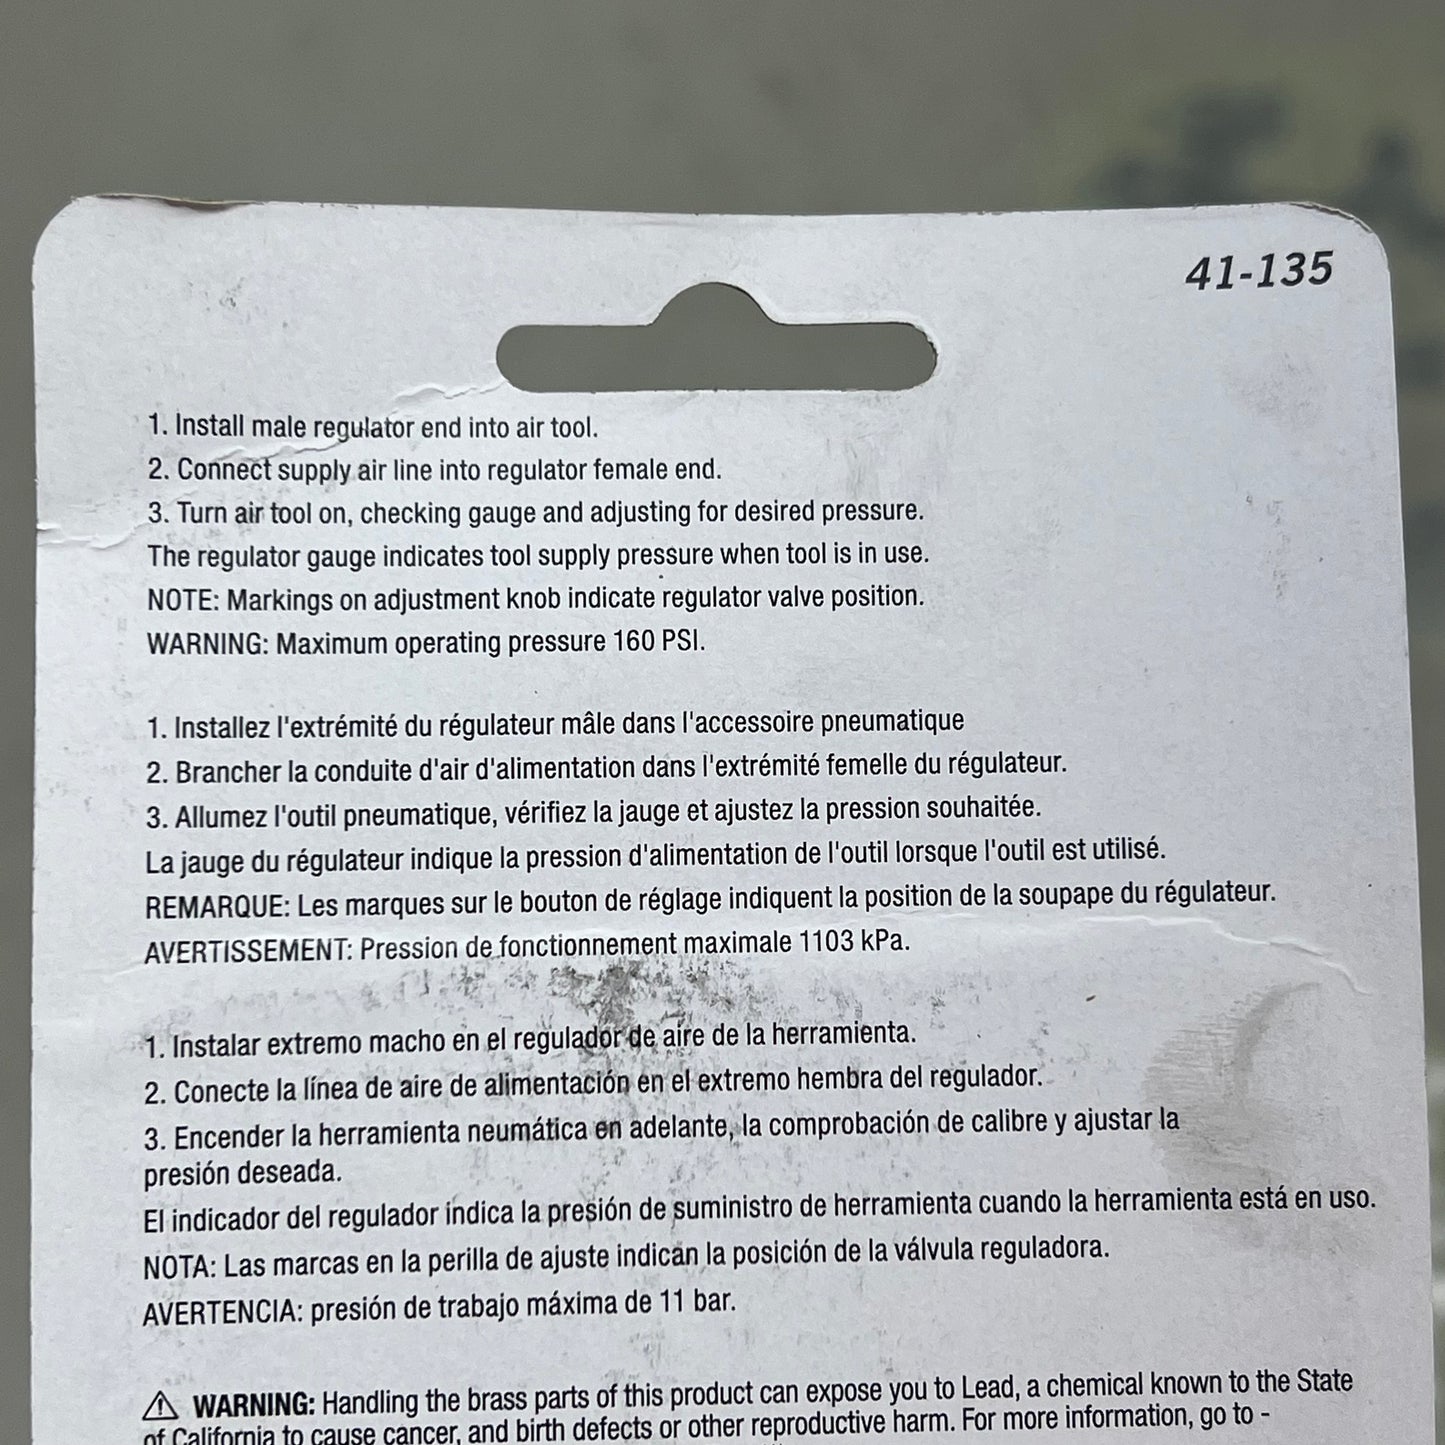 41-135
1. Install male regulator end into air tool.
2. Connect supply air line into regulator female end.
3. Turn air tool on, checking gauge and adjusting for desired pressure.
The regulator gauge indicates tool supply pressure when tool is in use.
NOTE: Markings on adjustment knob indicate regulator valve position.
WARNING: Maximum operating pressure 160 PSI.
1. Installez l'extrémité du régulateur mâle dans l'accessoire pneumatique
2. Brancher la conduite d'air d'alimentation dans l'extrémité femelle du régulateur.
3. Allumez l'outil pneumatique, vérifiez la jauge et ajustez la pression souhaitée.
La jauge du régulateur indique la pression d'alimentation de l'outil lorsque l'outil est utilisé.
REMARQUE: Les marques sur le bouton de réglage indiquent la position de la soupape du régulateur.
AVERTISSEMENT: Pression de fonctionnement maximale 1103 kPa.
1. Instalar extremo macho en el regulador de aire de la herramienta.
2. Conecte la línea de aire de alimentación en el extremo hembra del regulador.
3. Encender la herramienta neumática en adelante, la comprobación de calibre y ajustar la
presión deseada.
El indicador del regulador indica la presión de suministro de herramienta cuando la herramienta está en uso.
NOTA: Las marcas en la perilla de ajuste indican la posición de la válvula reguladora.
AVERTENCIA: presión de trabajo máxima de 11 bar.
⚠ WARNING: Handling the brass parts of this product can expose you to Lead, a chemical known to the State
of California to cause cancer, and birth defects or other reproductive harm. For more information, go to -